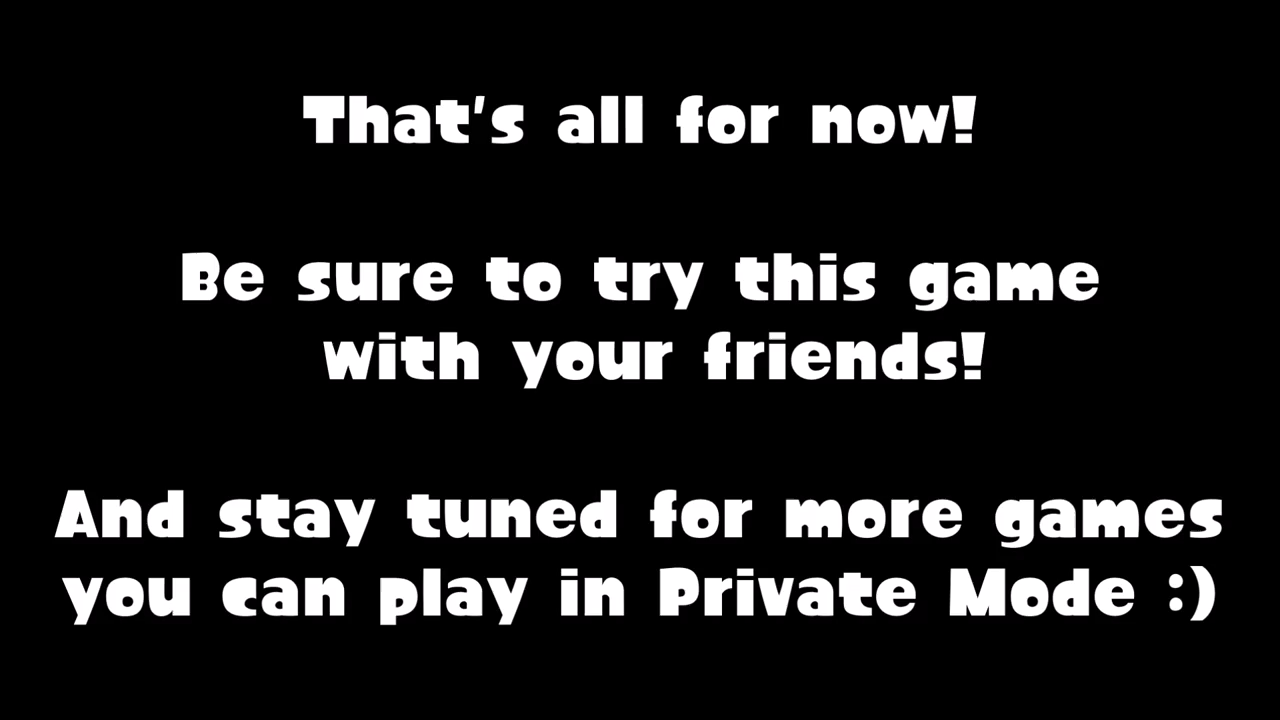 That's all for now!
Be sure to try this game
with your friends!
And stay tuned for more games
you can play in Private Mode :)